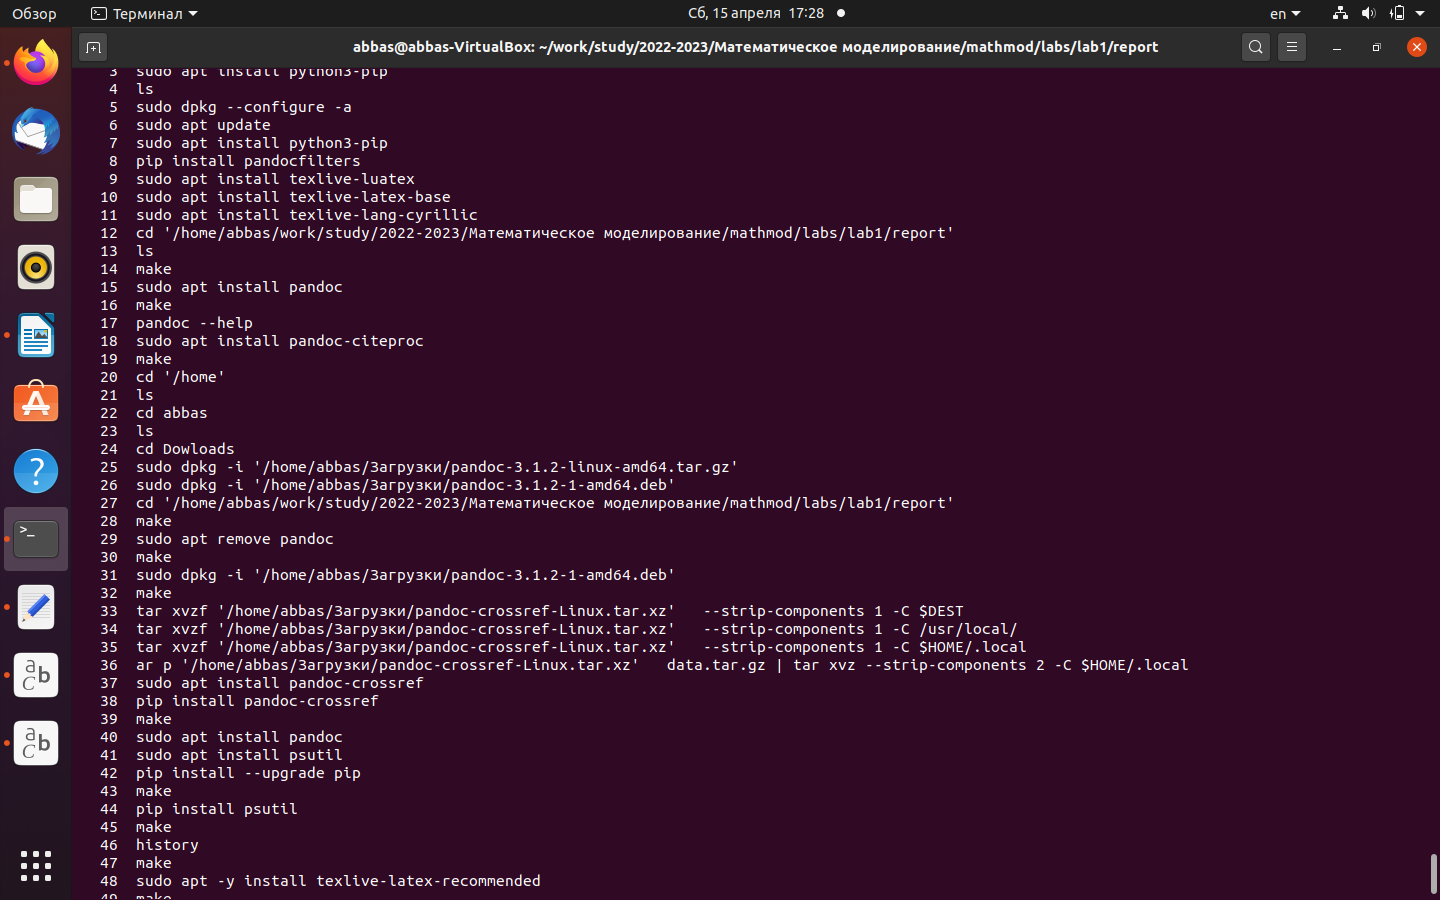 Обзор
Терминал
Сб, 15 апреля 17:28
en
abbas@abbas-VirtualBox: ~/work/study/2022-2023/Математическое моделирование/mathmod/labs/lab1/report
3 sudo apt install python3-pip
4 ls
5 sudo dpkg --configure -a
6 sudo apt update
7 sudo apt install python3-pip
8 pip install pandocfilters
9 sudo apt install texlive-luatex
10 sudo apt install texlive-latex-base
11 sudo apt install texlive-lang-cyrillic
12 cd '/home/abbas/work/study/2022-2023/Математическое моделирование/mathmod/labs/lab1/report'
13 ls
14 make
15 sudo apt install pandoc
16 make
17 pandoc --help
18 sudo apt install pandoc-citeproc
19 make
20 cd '/home'
21 ls
22 cd abbas
23 ls
24 cd Dowloads
25 sudo dpkg -i '/home/abbas/Загрузки/pandoc-3.1.2-linux-amd64.tar.gz'
26 sudo dpkg -i '/home/abbas/Загрузки/pandoc-3.1.2-1-amd64.deb'
27 cd '/home/abbas/work/study/2022-2023/Математическое моделирование/mathmod/labs/lab1/report'
28 make
29 sudo apt remove pandoc
30 make
31 sudo dpkg -i '/home/abbas/Загрузки/pandoc-3.1.2-1-amd64.deb'
32 make
33 tar xvzf '/home/abbas/Загрузки/pandoc-crossref-Linux.tar.xz'   --strip-components 1 -C $DEST
34 tar xvzf '/home/abbas/Загрузки/pandoc-crossref-Linux.tar.xz'   --strip-components 1 -C /usr/local/
35 tar xvzf '/home/abbas/Загрузки/pandoc-crossref-Linux.tar.xz'   --strip-components 1 -C $HOME/.local
36 ar p '/home/abbas/Загрузки/pandoc-crossref-Linux.tar.xz'   data.tar.gz | tar xvz --strip-components 2 -C $HOME/.local
37 sudo apt install pandoc-crossref
38 pip install pandoc-crossref
39 make
40 sudo apt install pandoc
41 sudo apt install psutil
42 pip install --upgrade pip
43 make
44 pip install psutil
45 make
46 history
47 make
48 sudo apt -y install texlive-latex-recommended
49 make